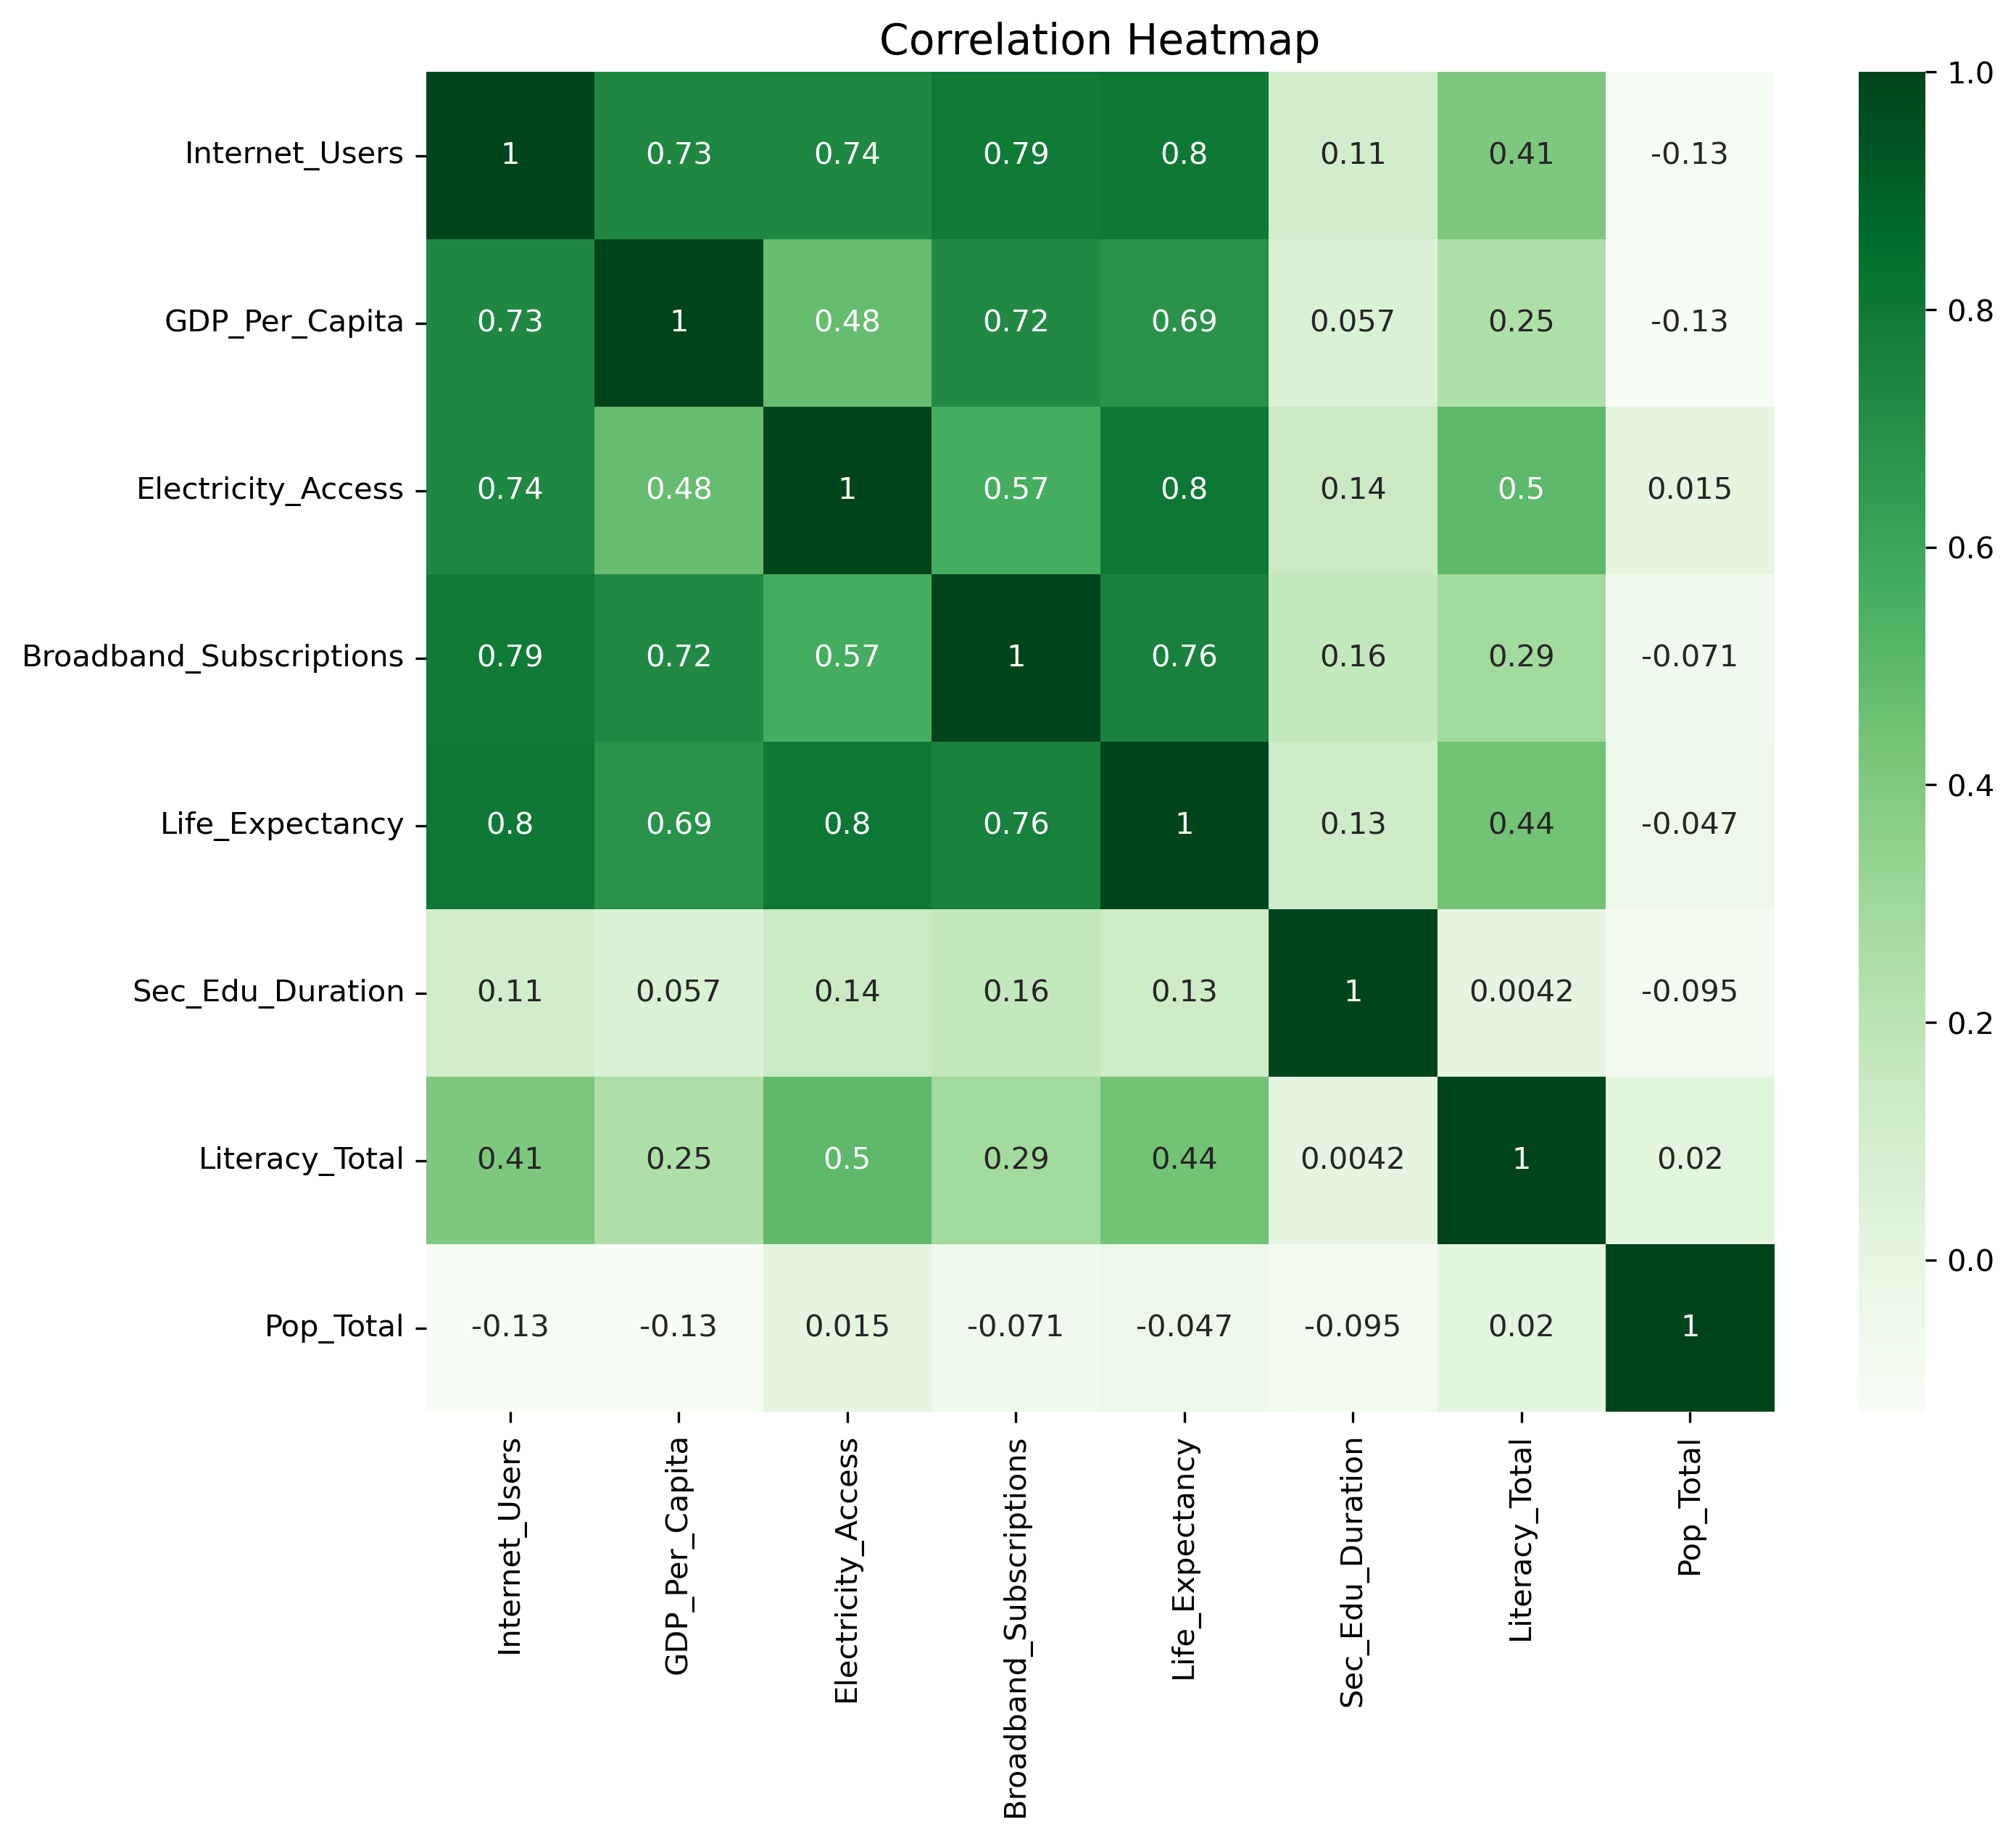 Correlation Heatmap
Internet_Users 1 0.73 0.74 0.79 0.8 0.11 0.41 -0.13
GDP_Per_Capita 0.73 1 0.48 0.72 0.69 0.057 0.25 -0.13
Electricity_Access 0.74 0.48 1 0.57 0.8 0.14 0.5 0.015
Broadband_Subscriptions 0.79 0.72 0.57 1 0.76 0.16 0.29 -0.071
Life_Expectancy 0.8 0.69 0.8 0.76 1 0.13 0.44 -0.047
Sec_Edu_Duration 0.11 0.057 0.14 0.16 0.13 1 0.0042 -0.095
Literacy_Total 0.41 0.25 0.5 0.29 0.44 0.0042 1 0.02
Pop_Total -0.13 -0.13 0.015 -0.071 -0.047 -0.095 0.02 1
Internet_Users
GDP_Per_Capita
Electricity_Access
Broadband_Subscriptions
Life_Expectancy
Sec_Edu_Duration
Literacy_Total
Pop_Total
1.0
0.8
0.6
0.4
0.2
0.0